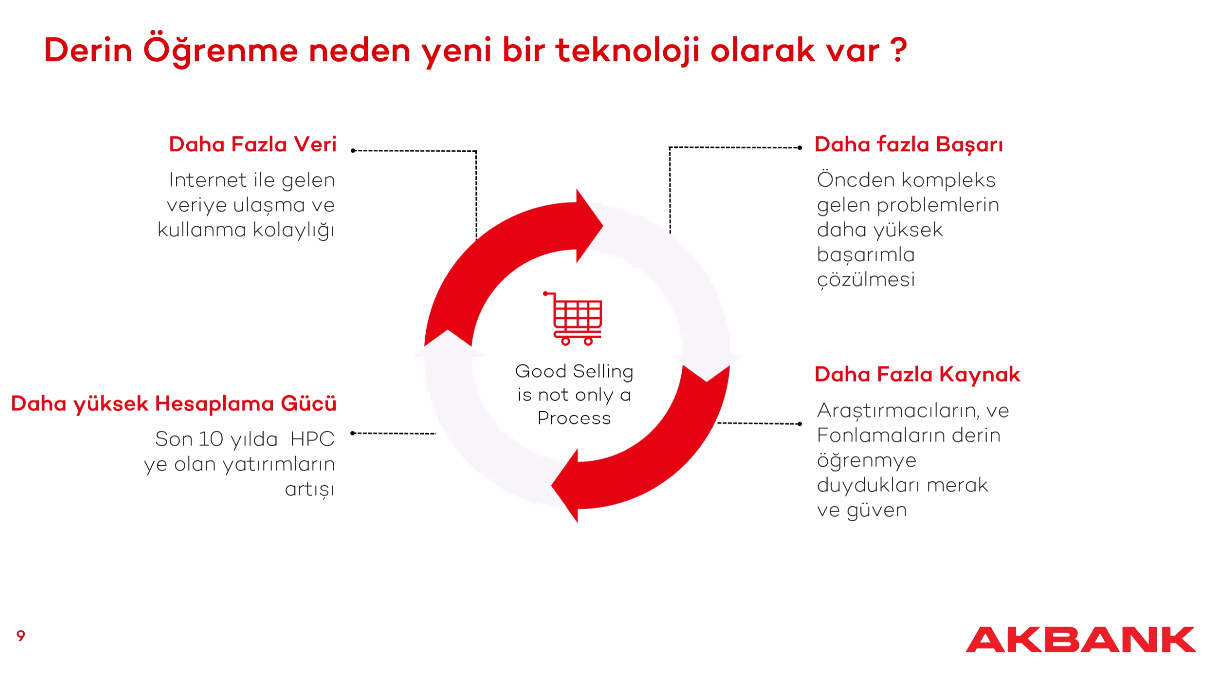 Derin Öğrenme neden yeni bir teknoloji olarak var ?
Daha Fazla Veri
Internet ile gelen
veriye ulaşma ve
kullanma kolaylığı
Daha fazla Başarı
Öncden kompleks
gelen problemlerin
daha yüksek
başarımla
çözülmesi
Good Selling
is not only a
Process
Daha yüksek Hesaplama Gücü
Son 10 yılda  HPC
ye olan yatırımların
artışı
Daha Fazla Kaynak
Araştırmacıların, ve
Fonlamaların derin
öğrenmye
duydukları merak
ve güven
9
AKBANK